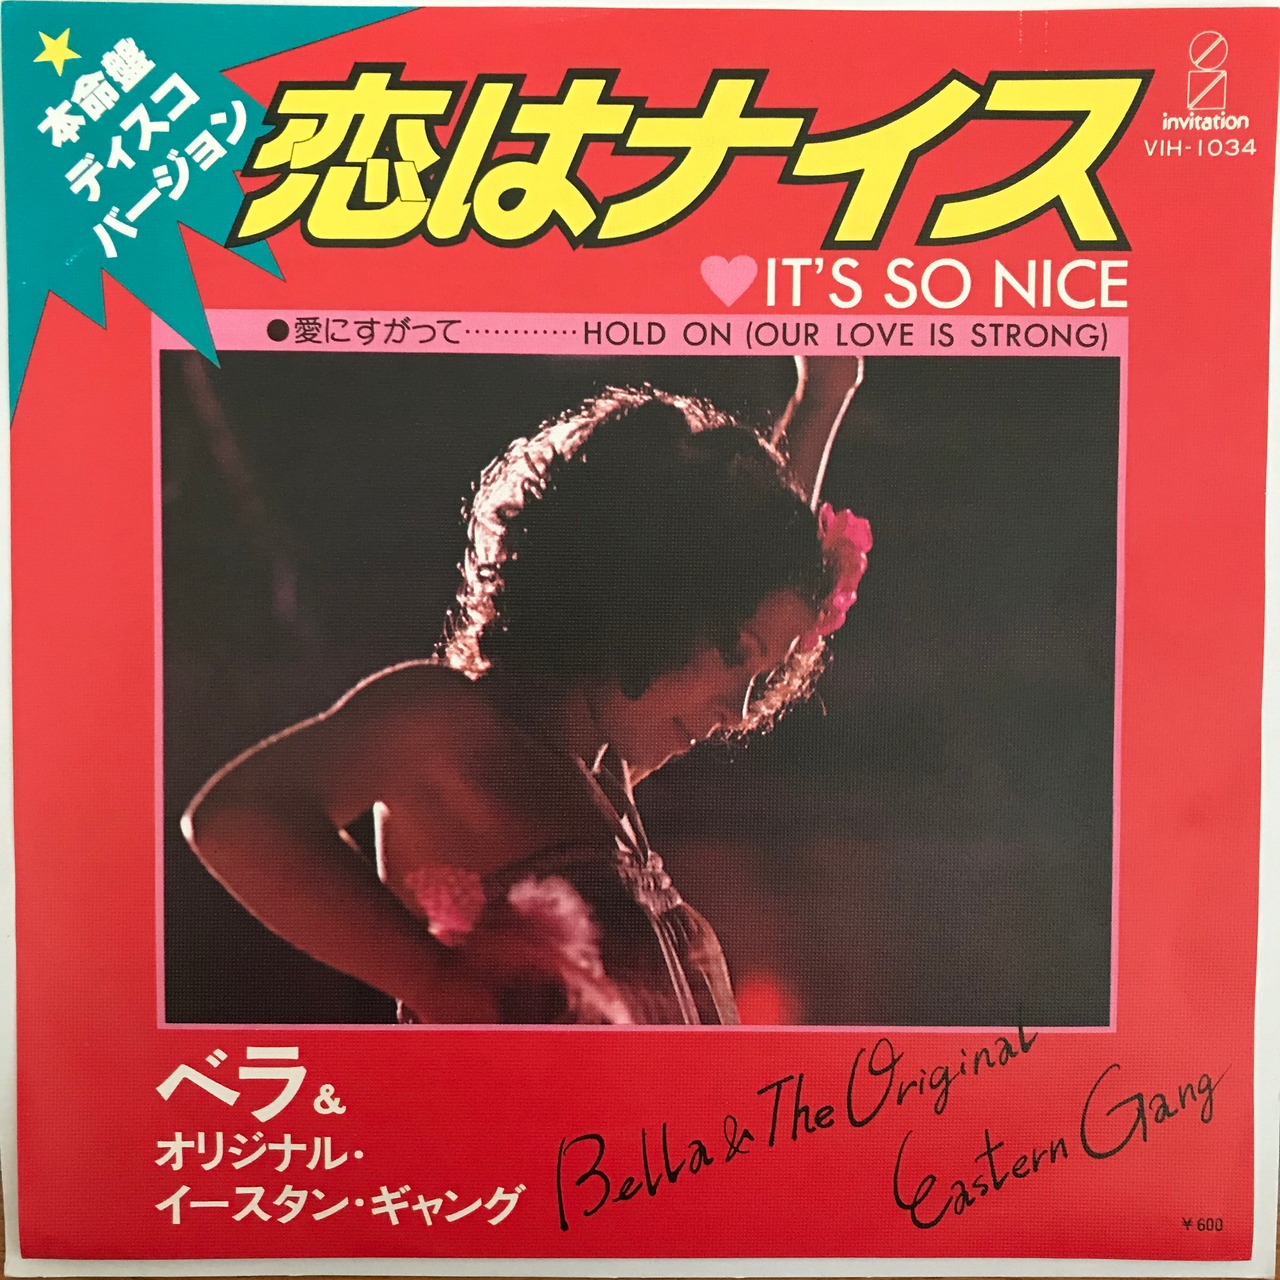 本命盤
ディスコ
バージョン
恋はナイス
invitation
VIH-1034
♥IT'S SO NICE
●愛にすがって············HOLD ON (OUR LOVE IS STRONG)
ベラ&
オリジナル・
イースタン・ギャング
Bella & The Original
Eastern Gang
¥600